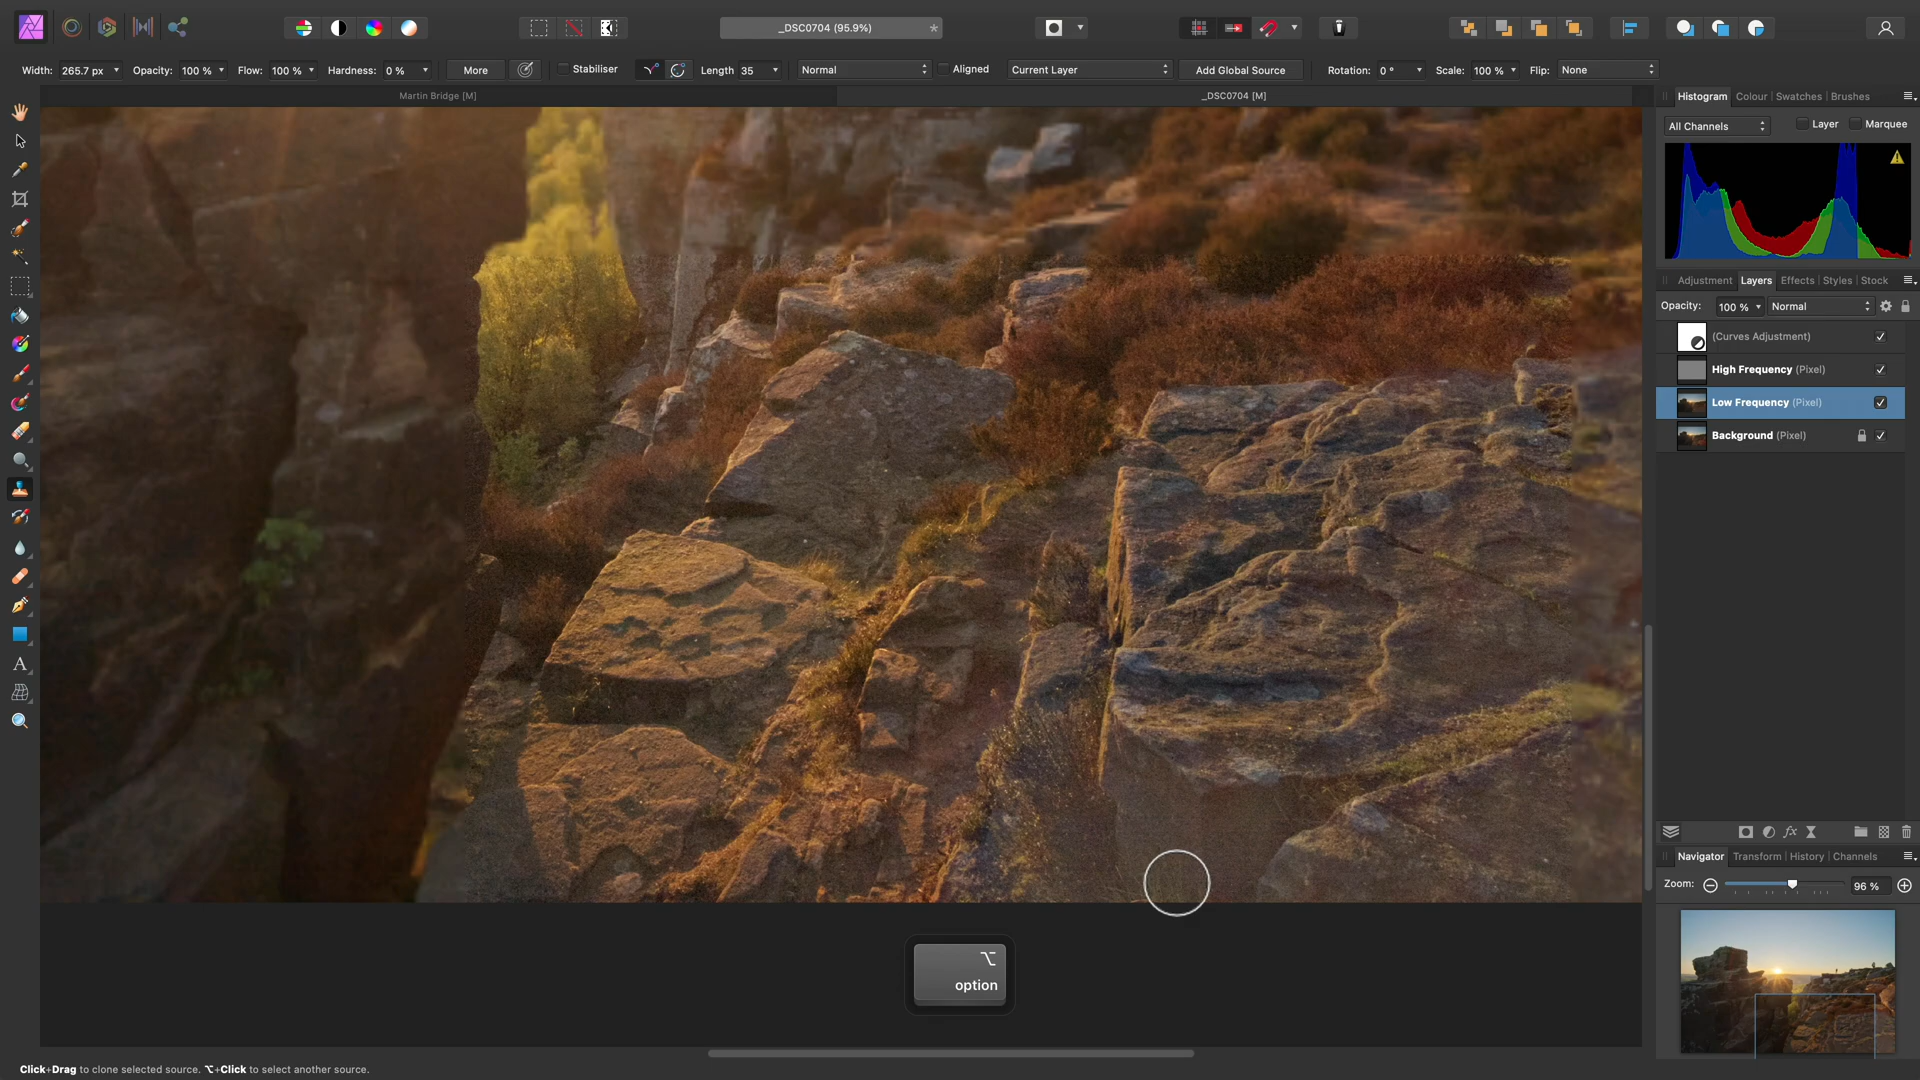 _DSC0704 (95.9%)
Width: 265.7 px Opacity: 100 % Flow: 100 % Hardness: 0 % More Stabiliser Length 35 Normal Aligned Current Layer Add Global Source Rotation: 0 ° Scale: 100 % Flip: None
Martin Bridge [M] _DSC0704 [M]
Histogram Colour Swatches Brushes
All Channels Layer Marquee
Adjustment Layers Effects Styles Stock
Opacity: 100 % Normal
(Curves Adjustment)
High Frequency (Pixel)
Low Frequency (Pixel)
Background (Pixel)
A
fx
Navigator Transform History Channels
Zoom: 96 %
⌥
option
Click+Drag to clone selected source. ⌥+Click to select another source.